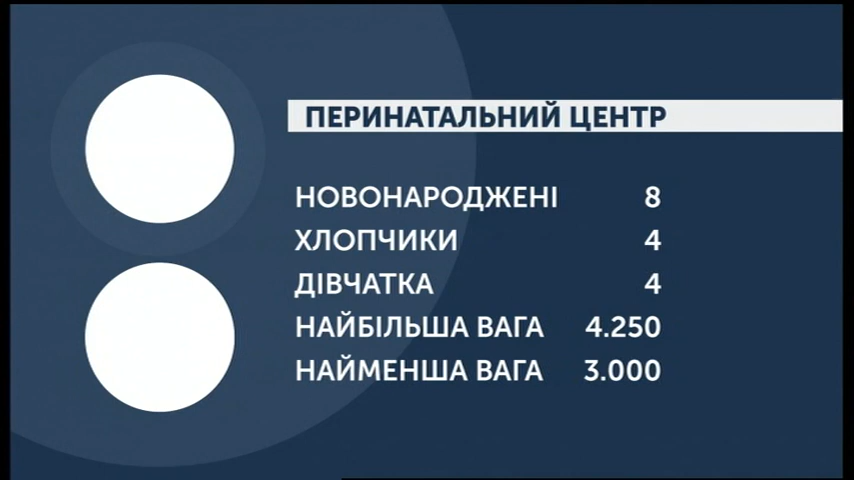 ПЕРИНАТАЛЬНИЙ ЦЕНТР
НОВОНАРОДЖЕНІ 8
ХЛОПЧИКИ 4
ДІВЧАТКА 4
НАЙБІЛЬША ВАГА 4.250
НАЙМЕНША ВАГА 3.000